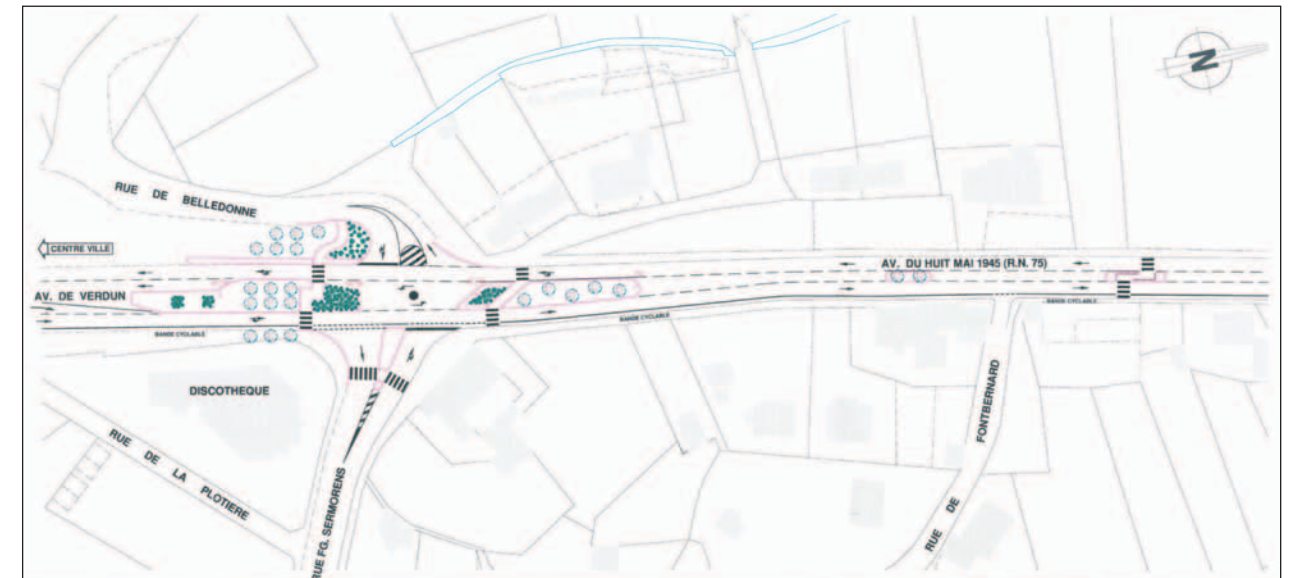 N
RUE DE BELLEDONNE
CENTRE VILLE
AV. DU HUIT MAI 1945 (R.N. 75)
AV. DE VERDUN
BANDE CYCLABLE
BANDE CYCLABLE
BANDE CYCLABLE
DISCOTHEQUE
RUE DE LA PLOTIERE
RUE FG. SERMORENS
RUE DE FONTBERNARD